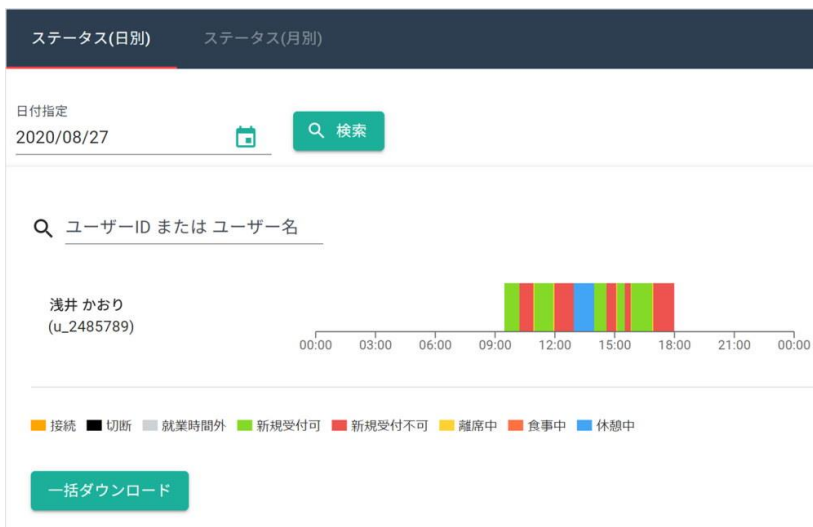 ステータス(日別) ステータス(月別)
日付指定
2020/08/27 検索
ユーザーID または ユーザー名
浅井 かおり
(u_2485789)
00:00 03:00 06:00 09:00 12:00 15:00 18:00 21:00 00:00
接続 切断 就業時間外 新規受付可 新規受付不可 離席中 食事中 休憩中
一括ダウンロード